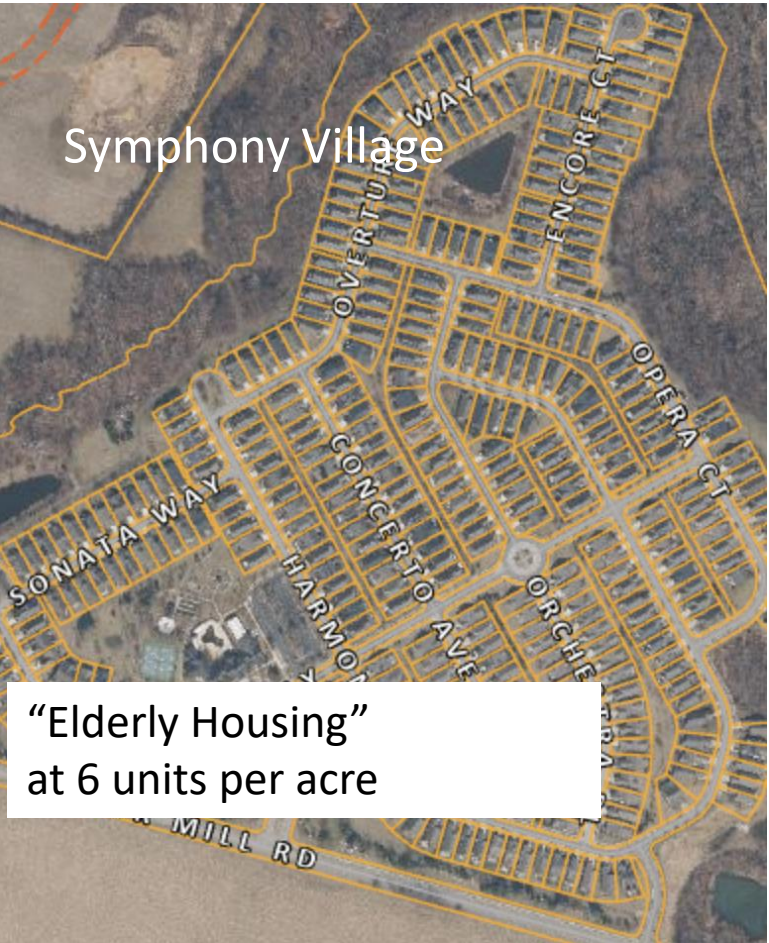 OVERTURE WAY
ENCORE CT
Symphony Village
OPERA CT
CONCERTO AVE
SONATA WAY
ORCHESTRA
“Elderly Housing”
at 6 units per acre
MILL RD